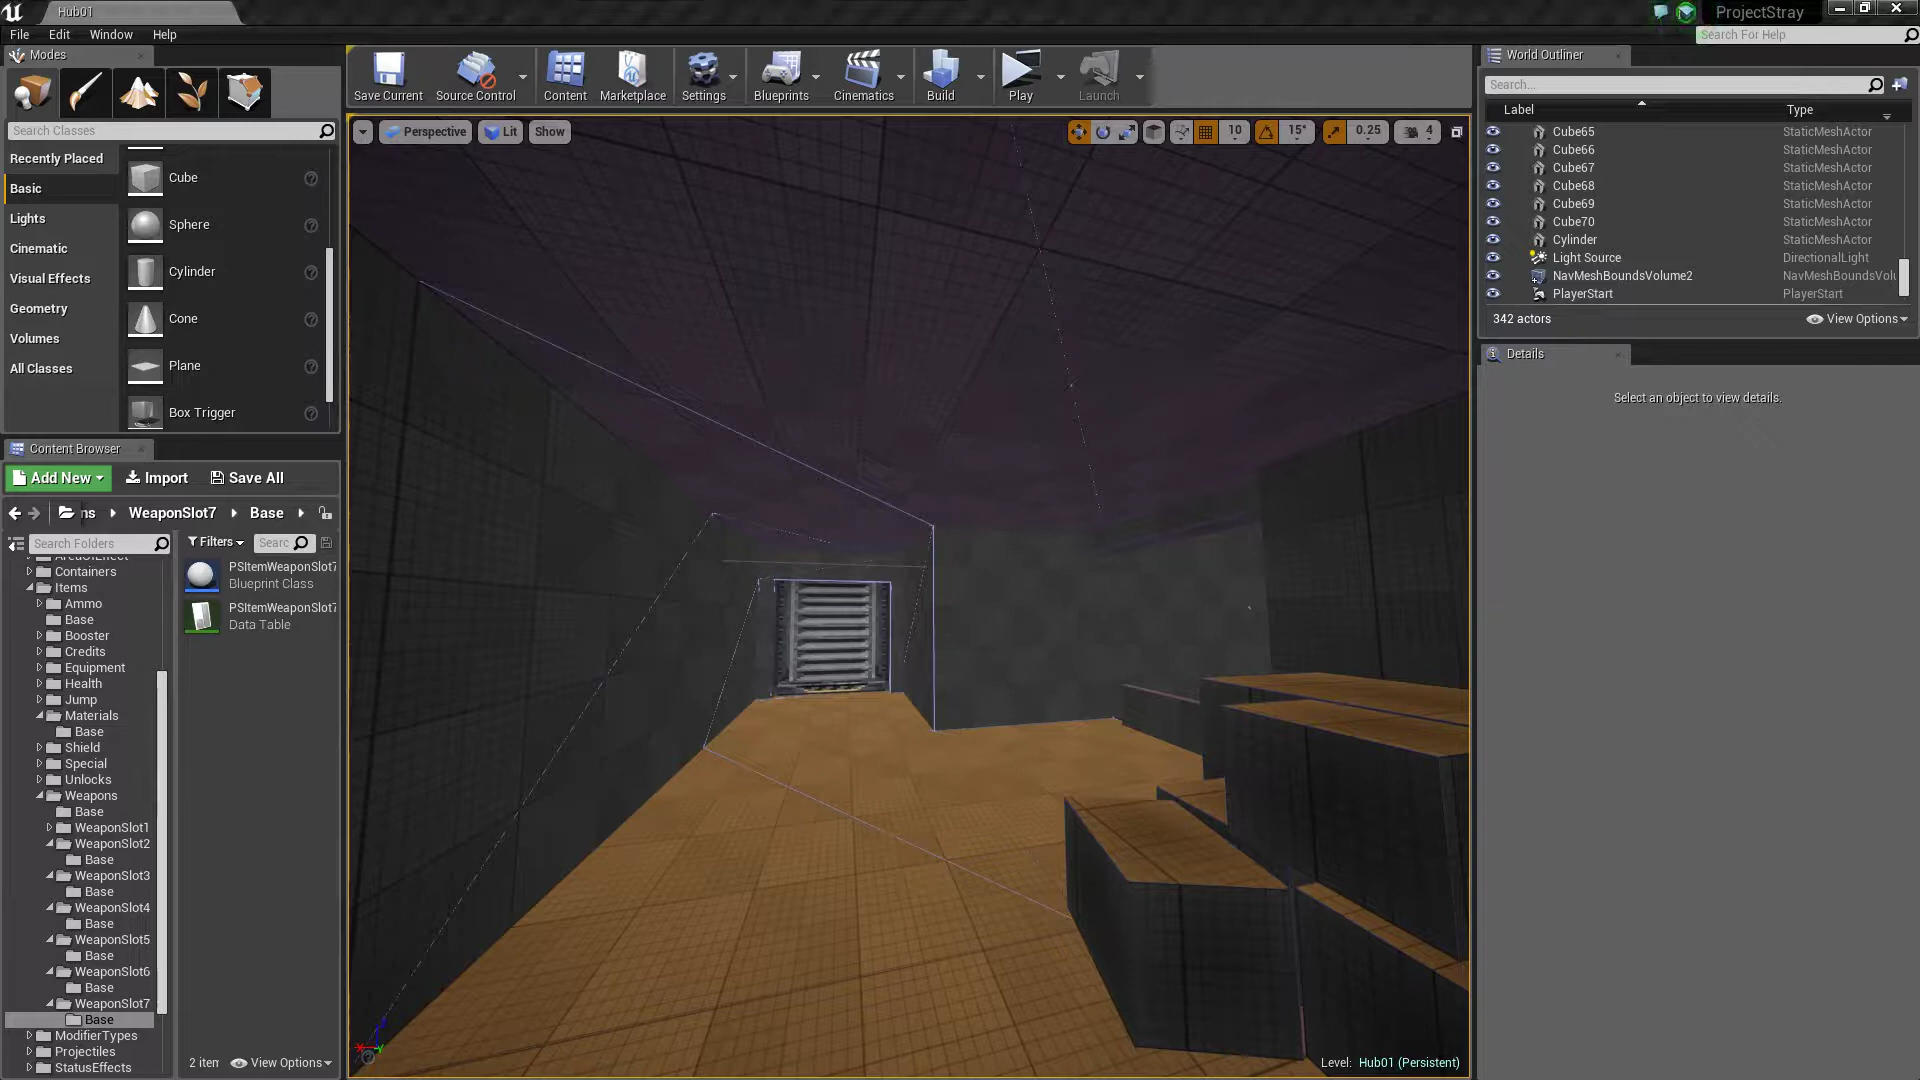 Hub01
ProjectStray
File Edit Window Help
Search For Help
Modes
Search Classes
Recently Placed
Basic
Lights
Cinematic
Visual Effects
Geometry
Volumes
All Classes
Cube
Sphere
Cylinder
Cone
Plane
Box Trigger
Save Current
Source Control
Content
Marketplace
Settings
Blueprints
Cinematics
Build
Play
Launch
Perspective
Lit
Show
10
15°
0.25
4
Level: Hub01 (Persistent)
World Outliner
Search...
Label Type
Cube65 StaticMeshActor
Cube66 StaticMeshActor
Cube67 StaticMeshActor
Cube68 StaticMeshActor
Cube69 StaticMeshActor
Cube70 StaticMeshActor
Cylinder StaticMeshActor
Light Source DirectionalLight
NavMeshBoundsVolume2 NavMeshBoundsVolu
PlayerStart PlayerStart
342 actors
View Options
Details
Select an object to view details.
Content Browser
Add New
Import
Save All
ns WeaponSlot7 Base
Search Folders
Filters
Searc
Containers
Items
Ammo
Base
Booster
Credits
Equipment
Health
Jump
Materials
Base
Shield
Special
Unlocks
Weapons
Base
WeaponSlot1
WeaponSlot2
Base
WeaponSlot3
Base
WeaponSlot4
Base
WeaponSlot5
Base
WeaponSlot6
Base
WeaponSlot7
Base
ModifierTypes
Projectiles
StatusEffects
PSItemWeaponSlot7
Blueprint Class
PSItemWeaponSlot7
Data Table
2 item
View Options